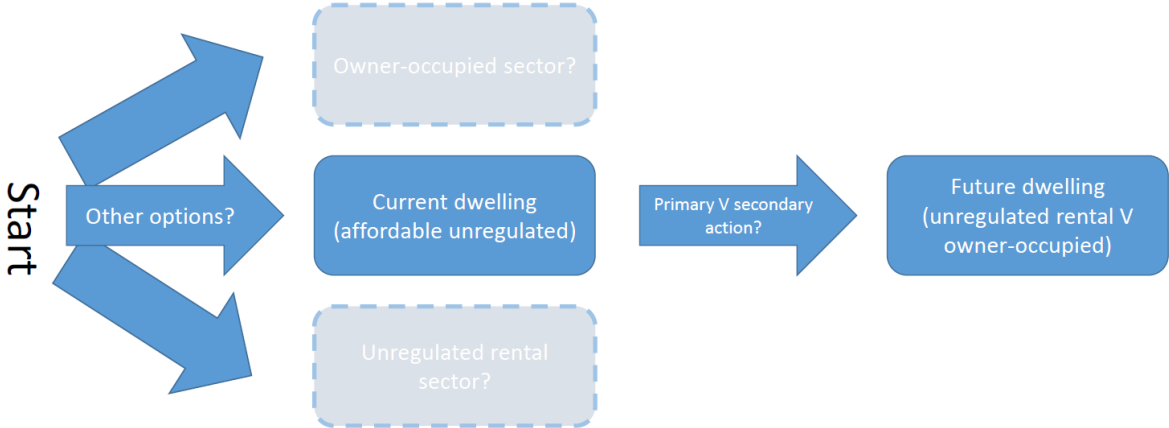 Start
Other options?
Owner-occupied sector?
Current dwelling
(affordable unregulated)
Unregulated rental
sector?
Primary V secondary
action?
Future dwelling
(unregulated rental V
owner-occupied)